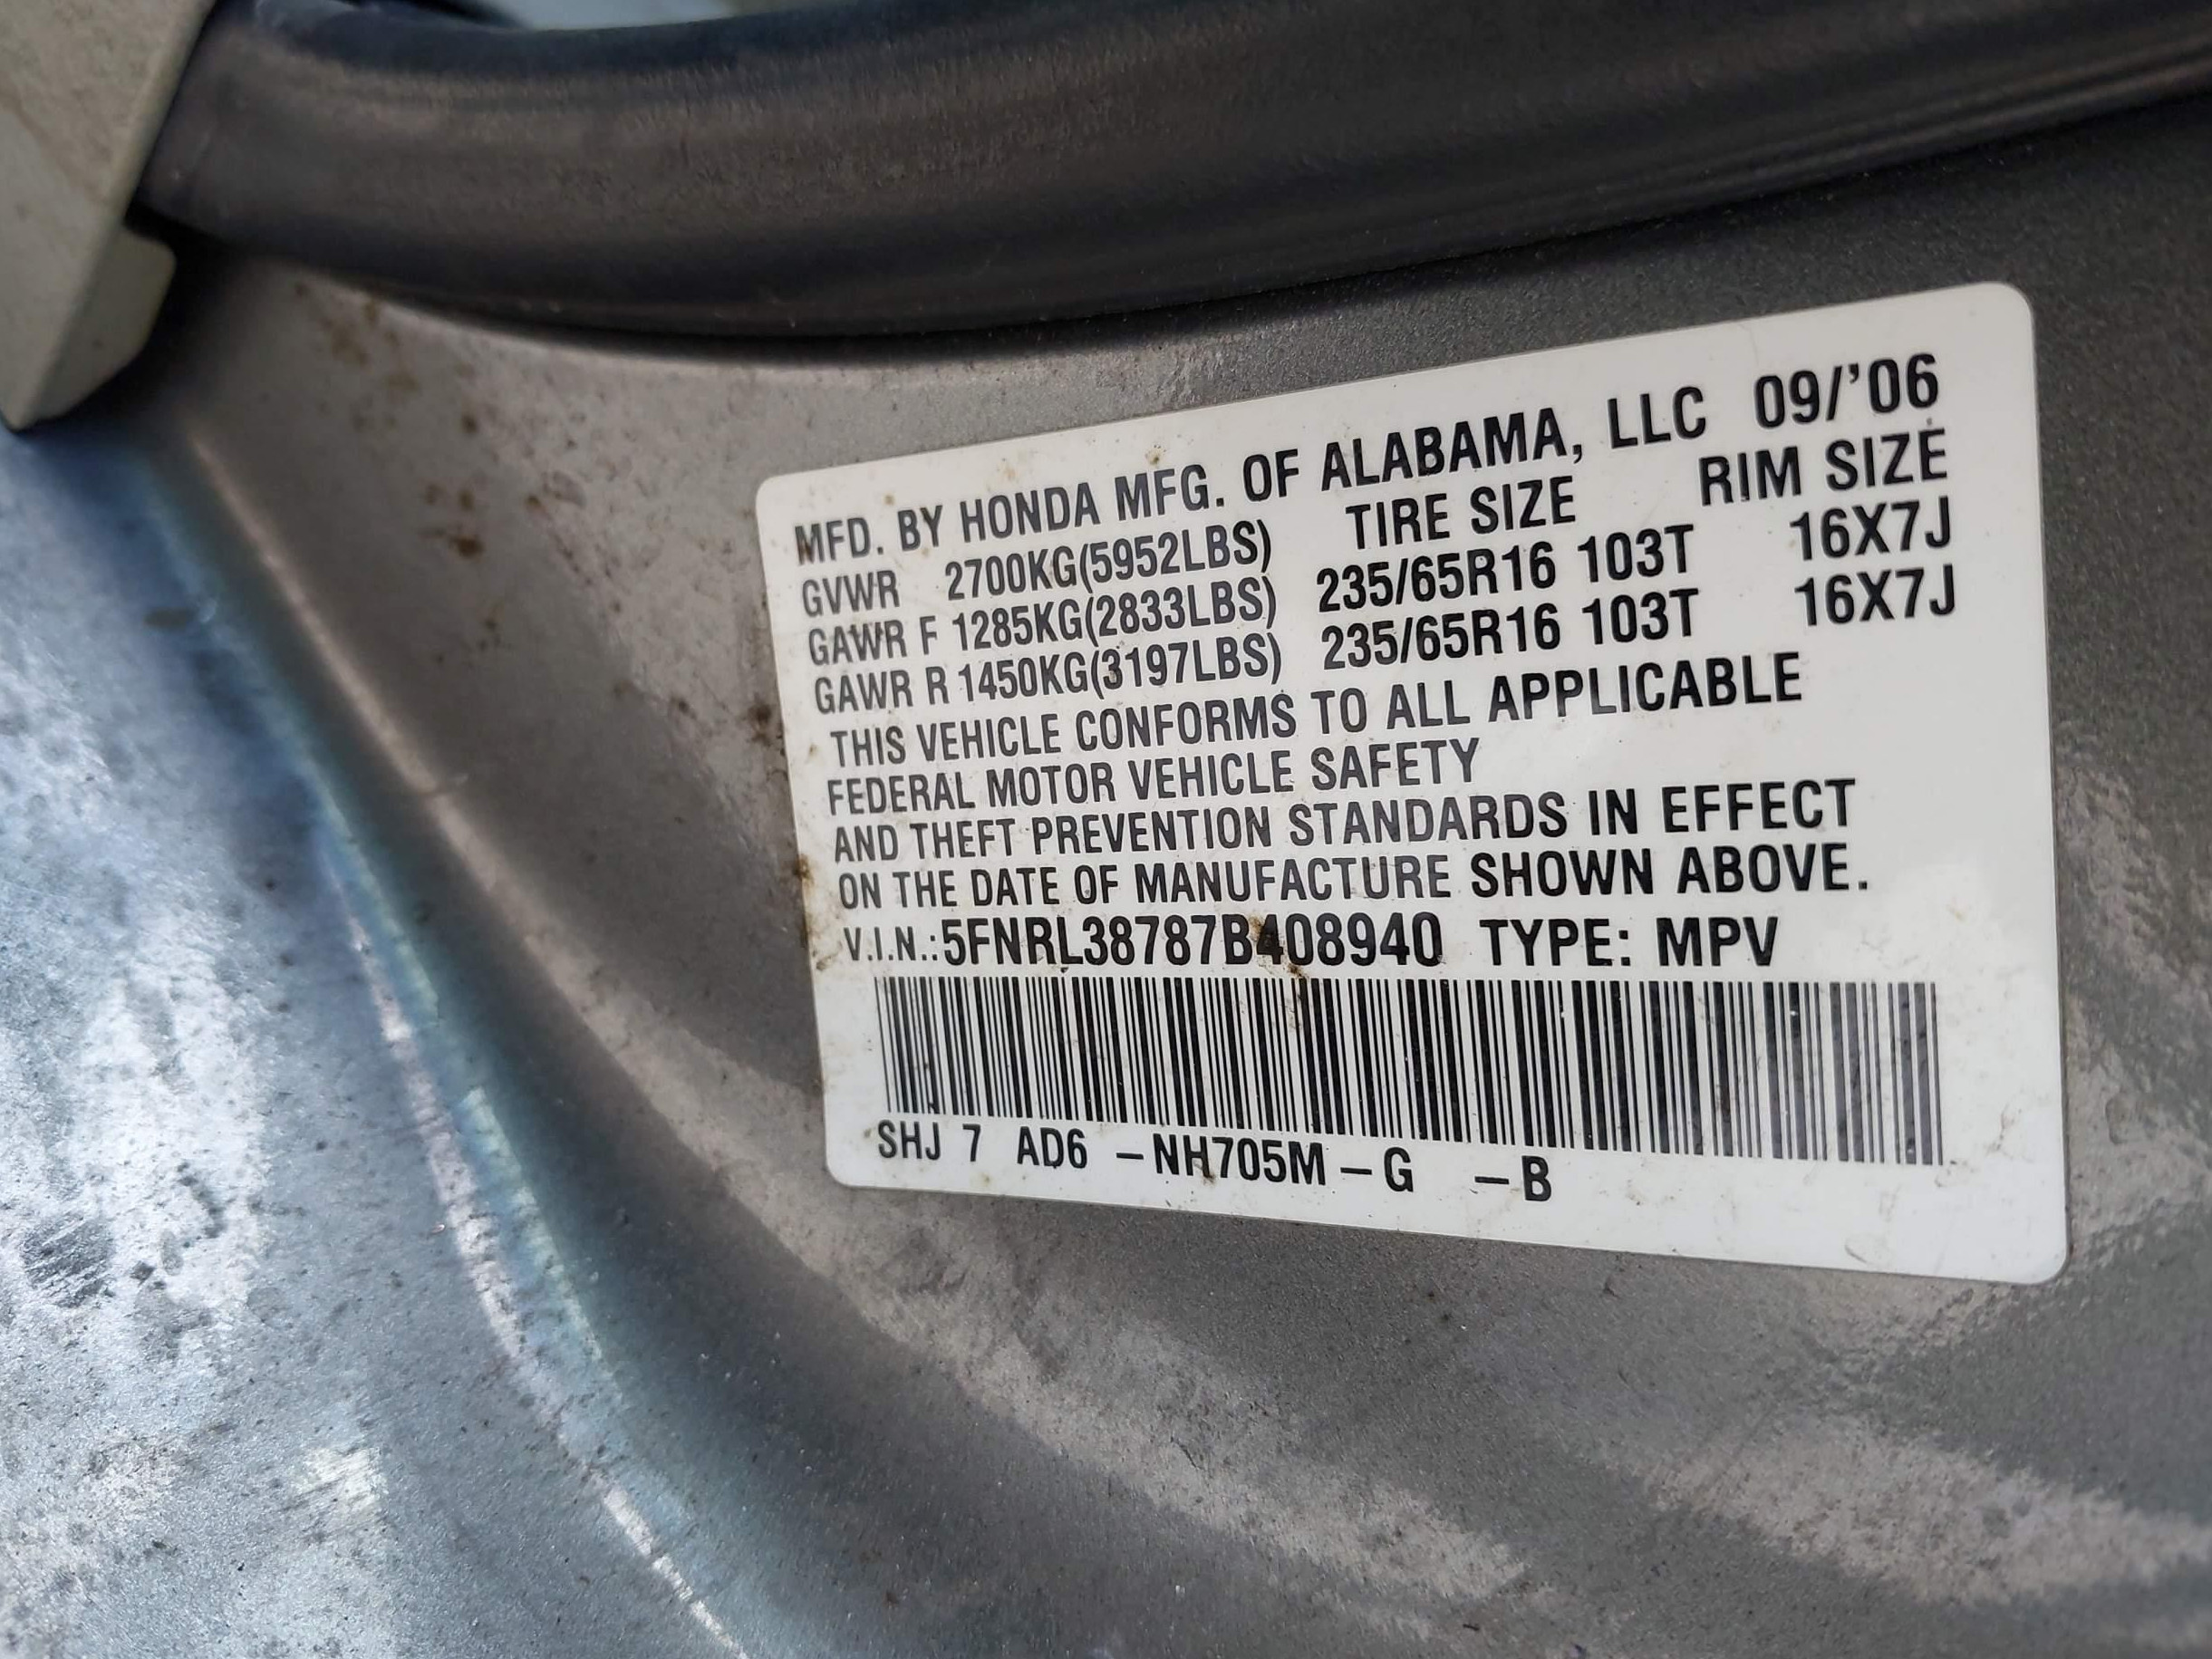 MFD. BY HONDA MFG. OF ALABAMA, LLC 09/'06
GVWR 2700KG(5952LBS) TIRE SIZE RIM SIZE
GAWR F 1285KG(2833LBS) 235/65R16 103T 16X7J
GAWR R 1450KG(3197LBS) 235/65R16 103T 16X7J
THIS VEHICLE CONFORMS TO ALL APPLICABLE
FEDERAL MOTOR VEHICLE SAFETY
AND THEFT PREVENTION STANDARDS IN EFFECT
ON THE DATE OF MANUFACTURE SHOWN ABOVE.
V.I.N.:5FNRL38787B408940 TYPE: MPV
SHJ 7 AD6 –NH705M –G –B